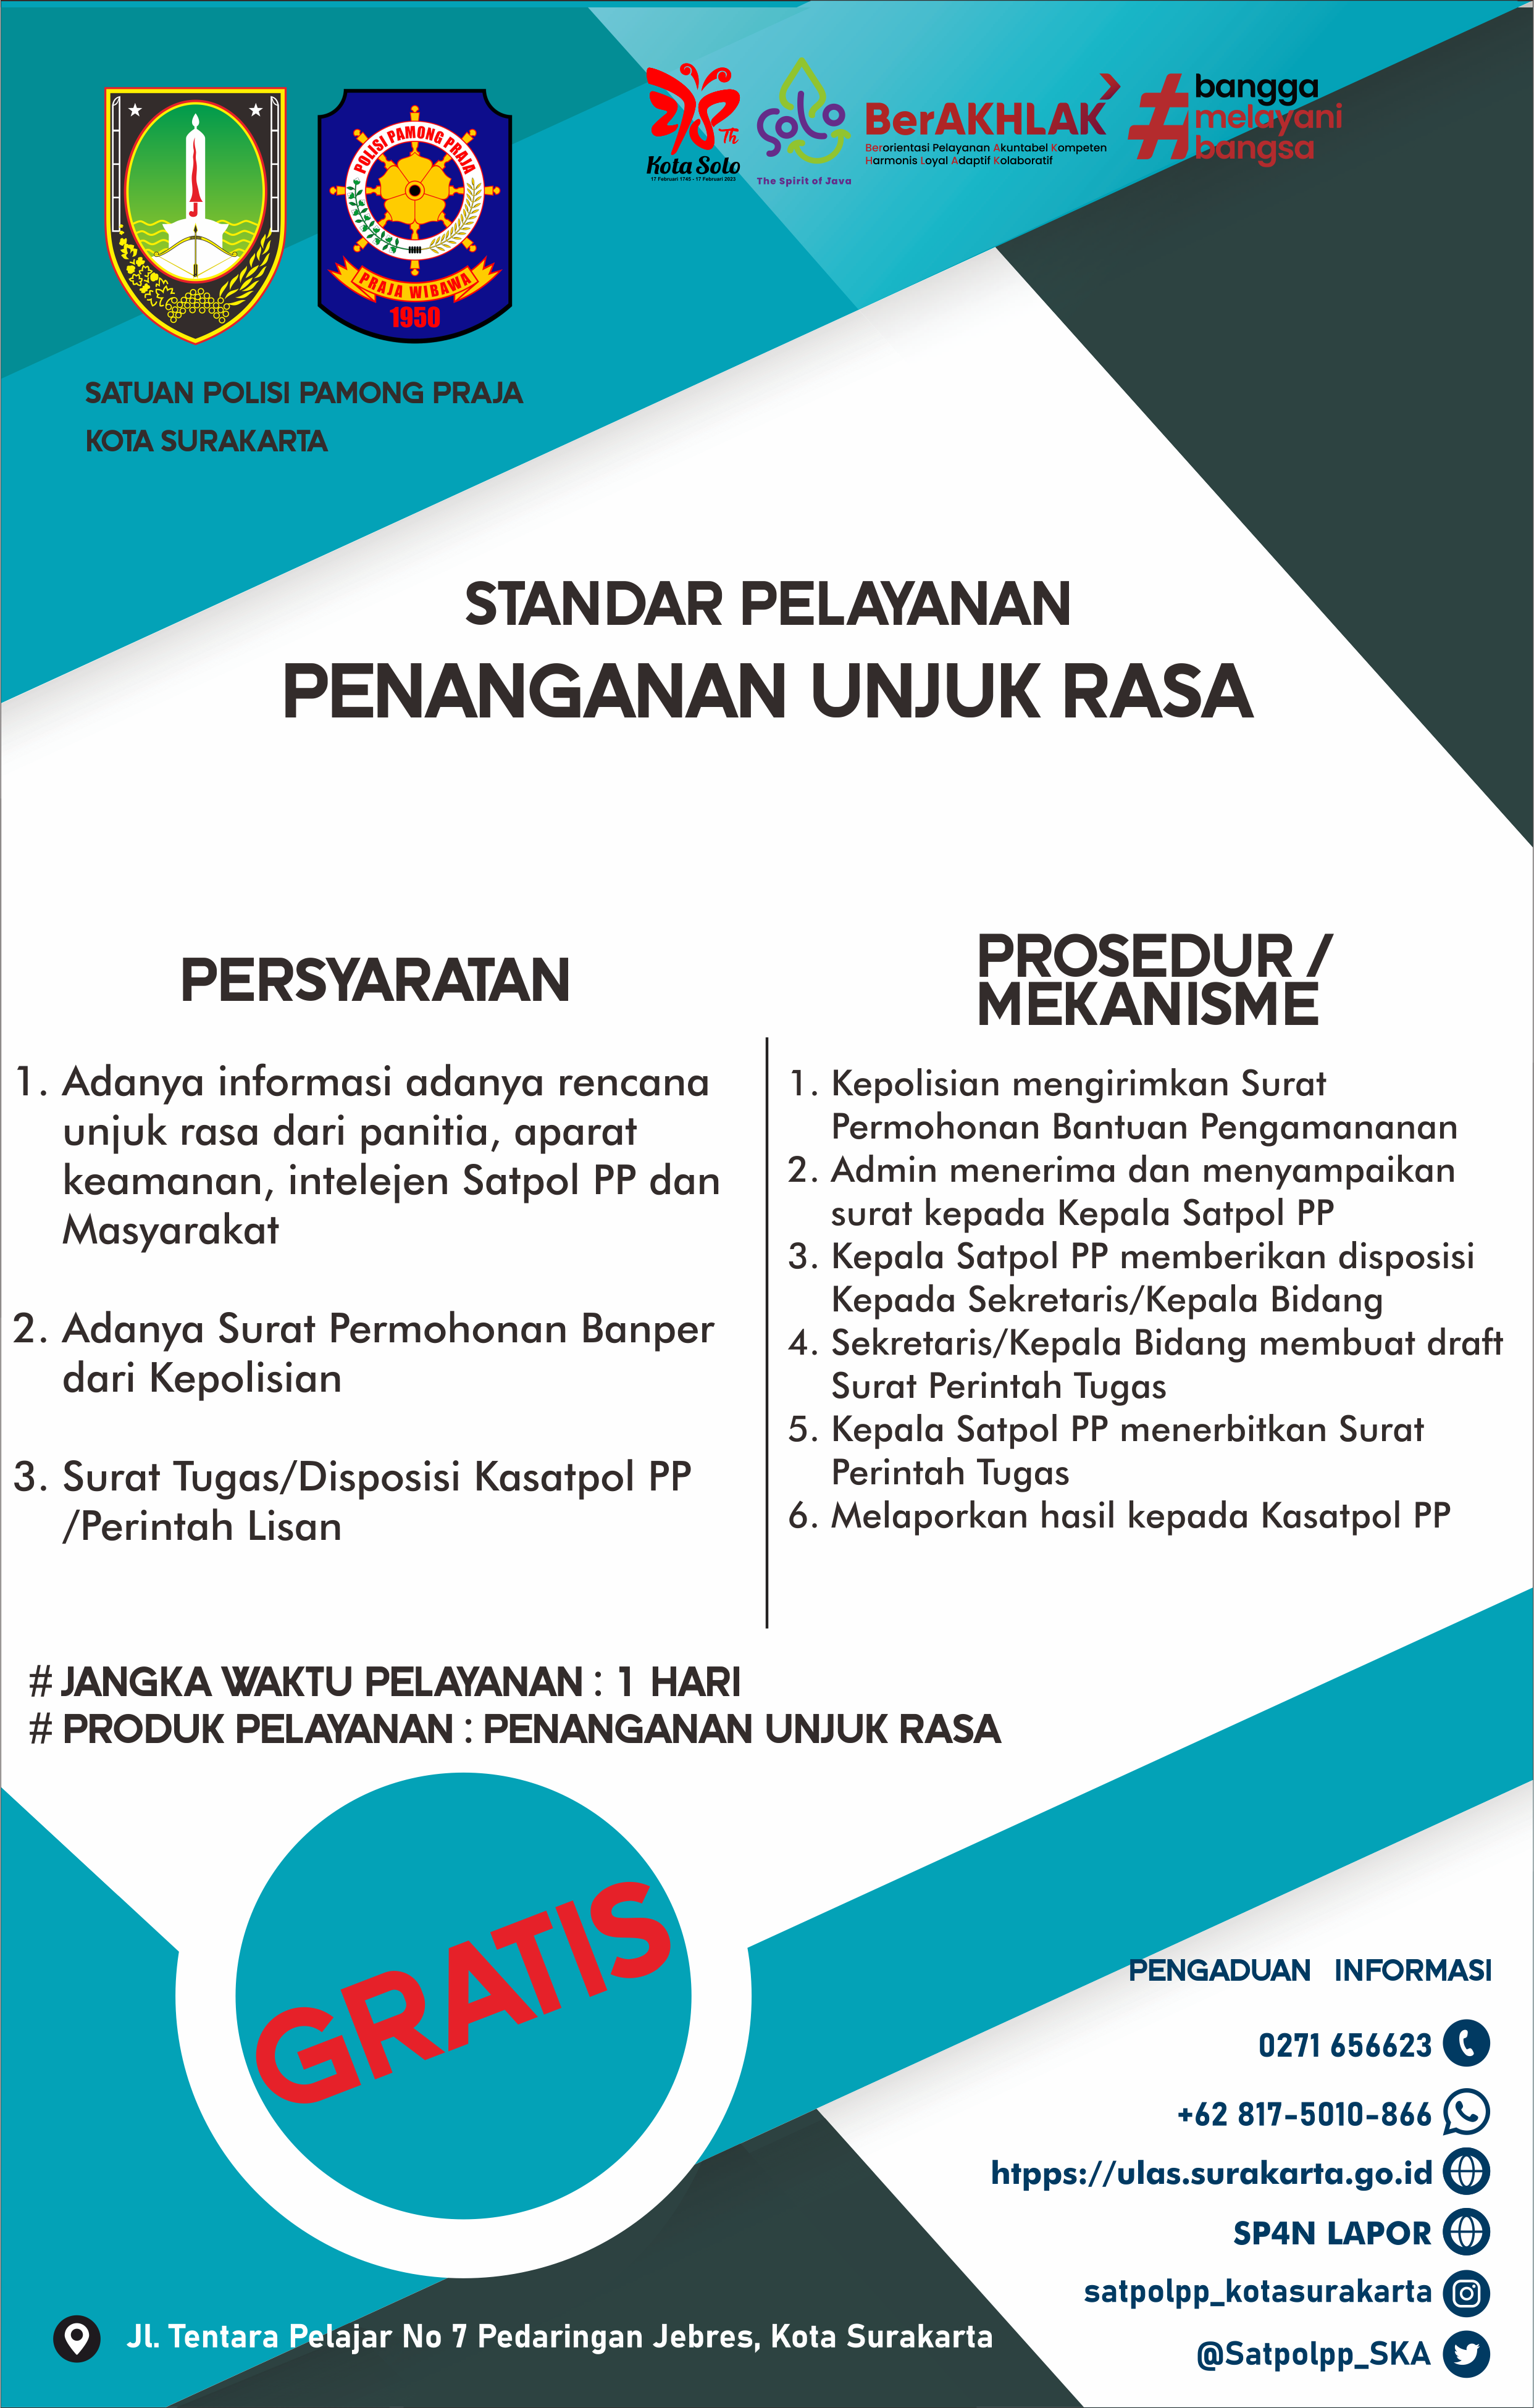 POLISI PAMONG PRAJA
PRAJA WIBAWA
1950
SATUAN POLISI PAMONG PRAJA
KOTA SURAKARTA
Th
Kota Solo
17 Februari 1745 - 17 Februari 2023
solo
The Spirit of Java
BerAKHLAK
Berorientasi Pelayanan Akuntabel Kompeten
Harmonis Loyal Adaptif Kolaboratif
#bangga
melayani
bangsa
STANDAR PELAYANAN
PENANGANAN UNJUK RASA
PERSYARATAN
1. Adanya informasi adanya rencana
unjuk rasa dari panitia, aparat
keamanan, intelejen Satpol PP dan
Masyarakat
2. Adanya Surat Permohonan Banper
dari Kepolisian
3. Surat Tugas/Disposisi Kasatpol PP
/Perintah Lisan
PROSEDUR /
MEKANISME
1. Kepolisian mengirimkan Surat
Permohonan Bantuan Pengamananan
2. Admin menerima dan menyampaikan
surat kepada Kepala Satpol PP
3. Kepala Satpol PP memberikan disposisi
Kepada Sekretaris/Kepala Bidang
4. Sekretaris/Kepala Bidang membuat draft
Surat Perintah Tugas
5. Kepala Satpol PP menerbitkan Surat
Perintah Tugas
6. Melaporkan hasil kepada Kasatpol PP
# JANGKA WAKTU PELAYANAN : 1 HARI
# PRODUK PELAYANAN : PENANGANAN UNJUK RASA
GRATIS
PENGADUAN INFORMASI
0271 656623
+62 817-5010-866
htpps://ulas.surakarta.go.id
SP4N LAPOR
satpolpp_kotasurakarta
@Satpolpp_SKA
Jl. Tentara Pelajar No 7 Pedaringan Jebres, Kota Surakarta